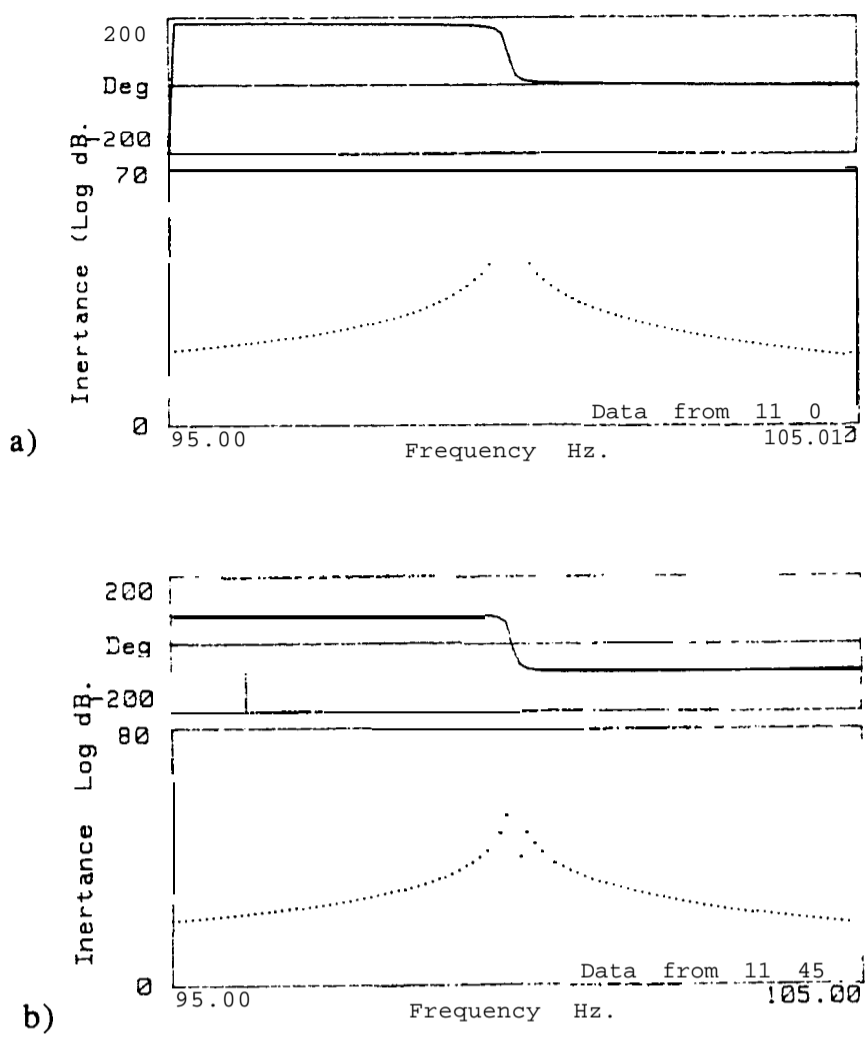 200
Deg
-200
70
Inertance (Log dB.
0
Data from 11 0
95.00
105.010
Frequency Hz.
a)
200
Deg
-200
80
Inertance Log dB.
0
Data from 11 45
95.00
105.00
Frequency Hz.
b)